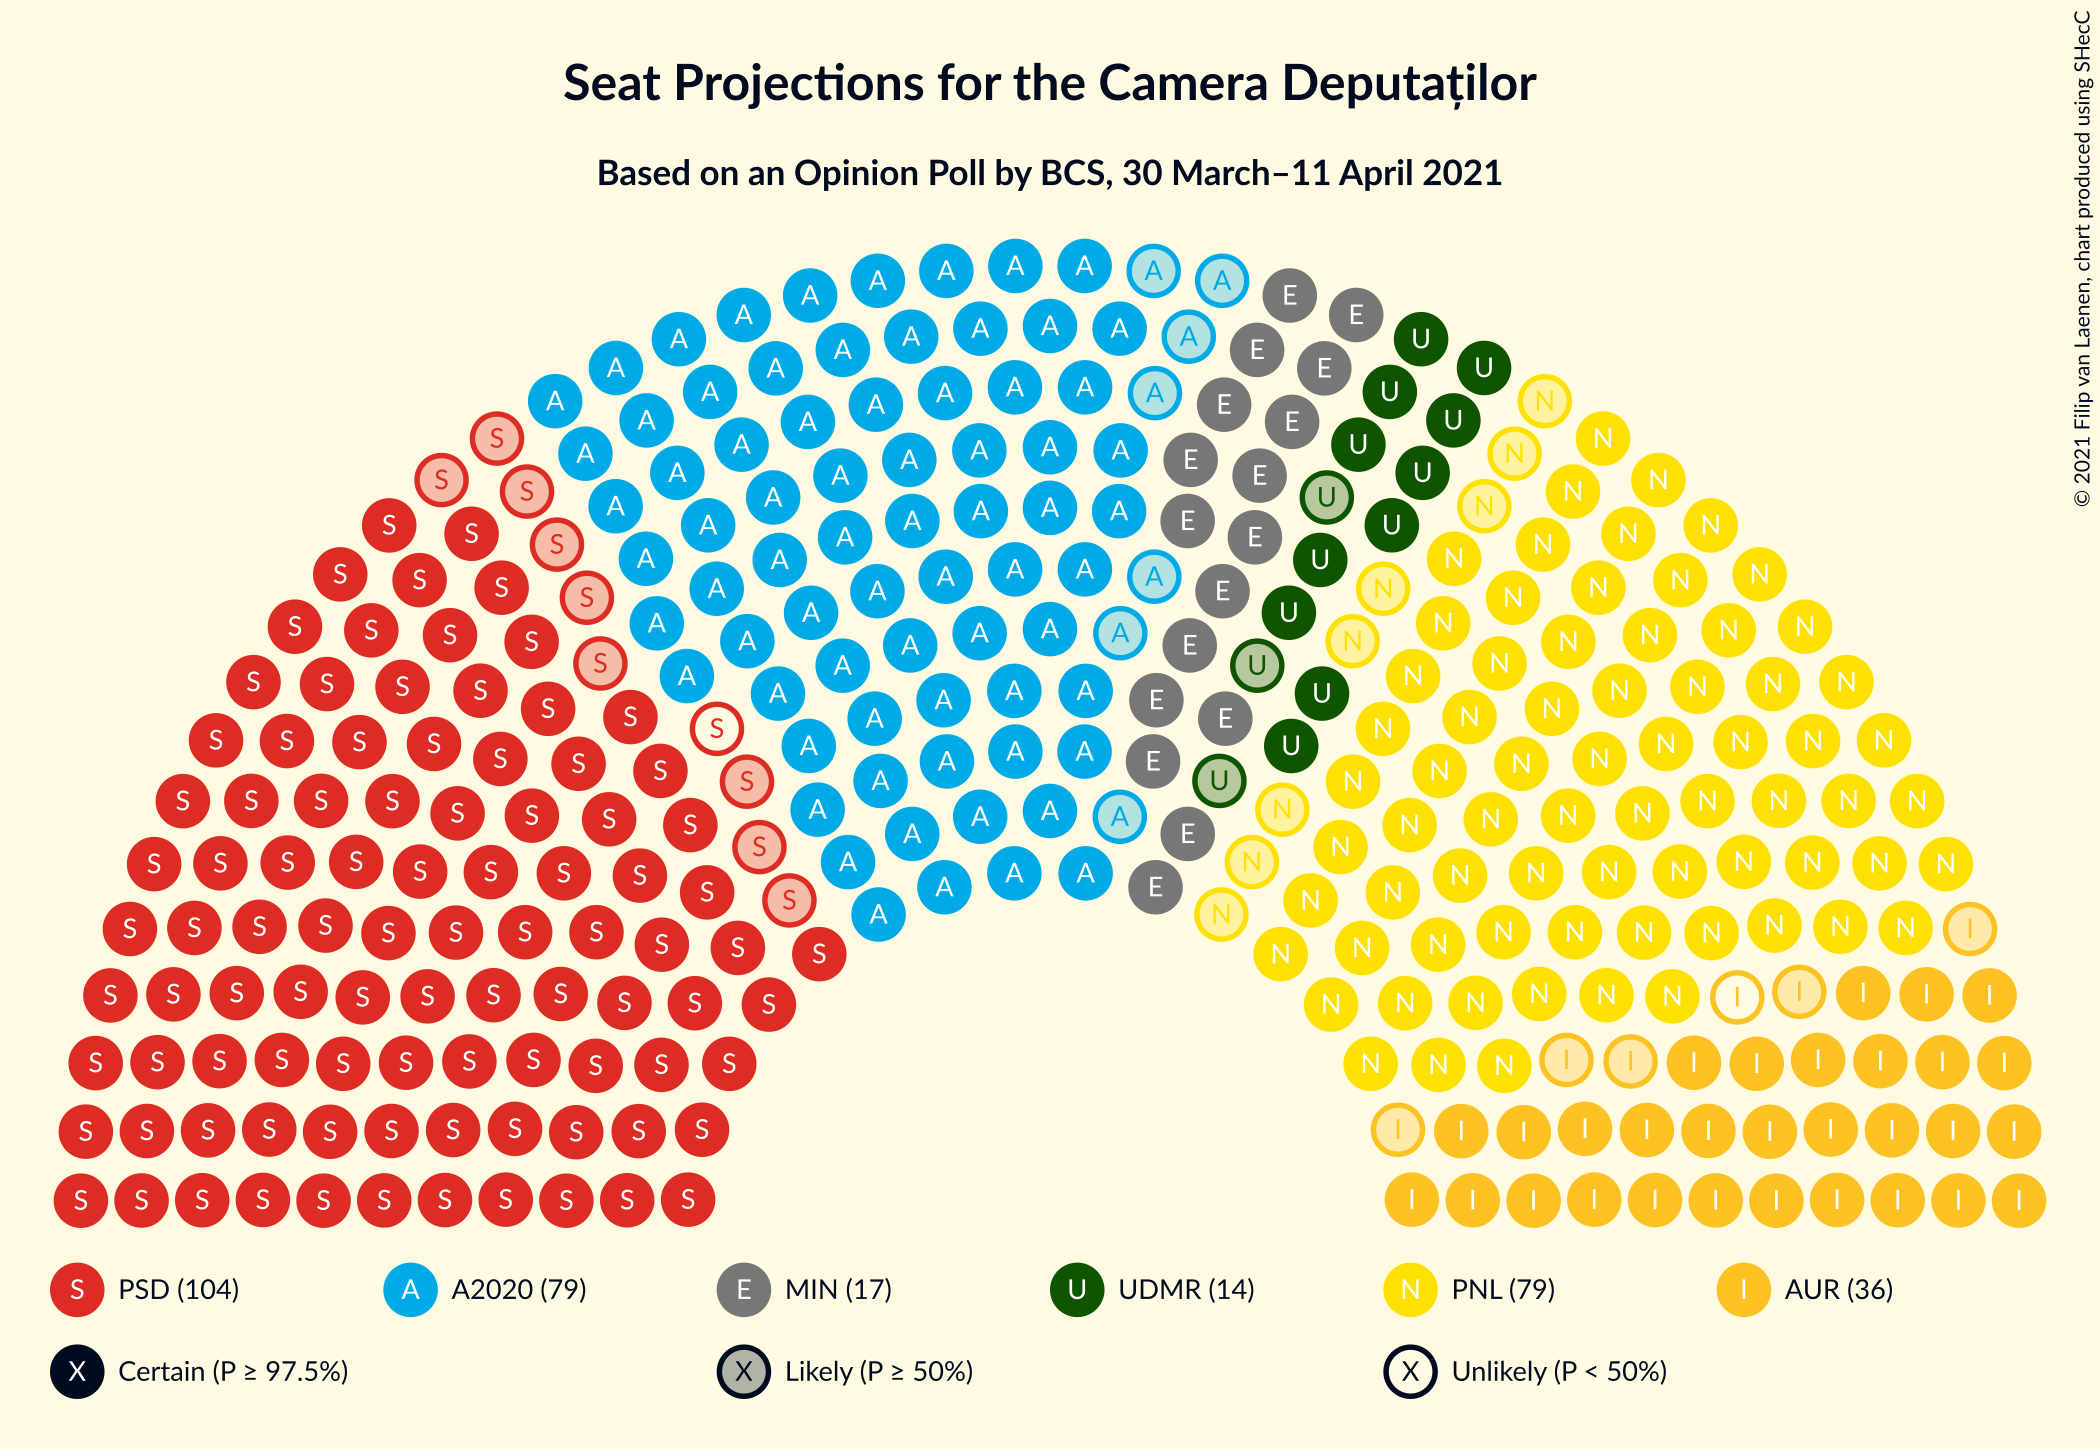 Seat Projections for the Camera Deputaților
Based on an Opinion Poll by BCS, 30 March–11 April 2021
© 2021 Filip van Laenen, chart produced using SHecC
S PSD (104) A A2020 (79) E MIN (17) U UDMR (14) N PNL (79) I AUR (36)
X Certain (P ≥ 97.5%) X Likely (P ≥ 50%) X Unlikely (P < 50%)